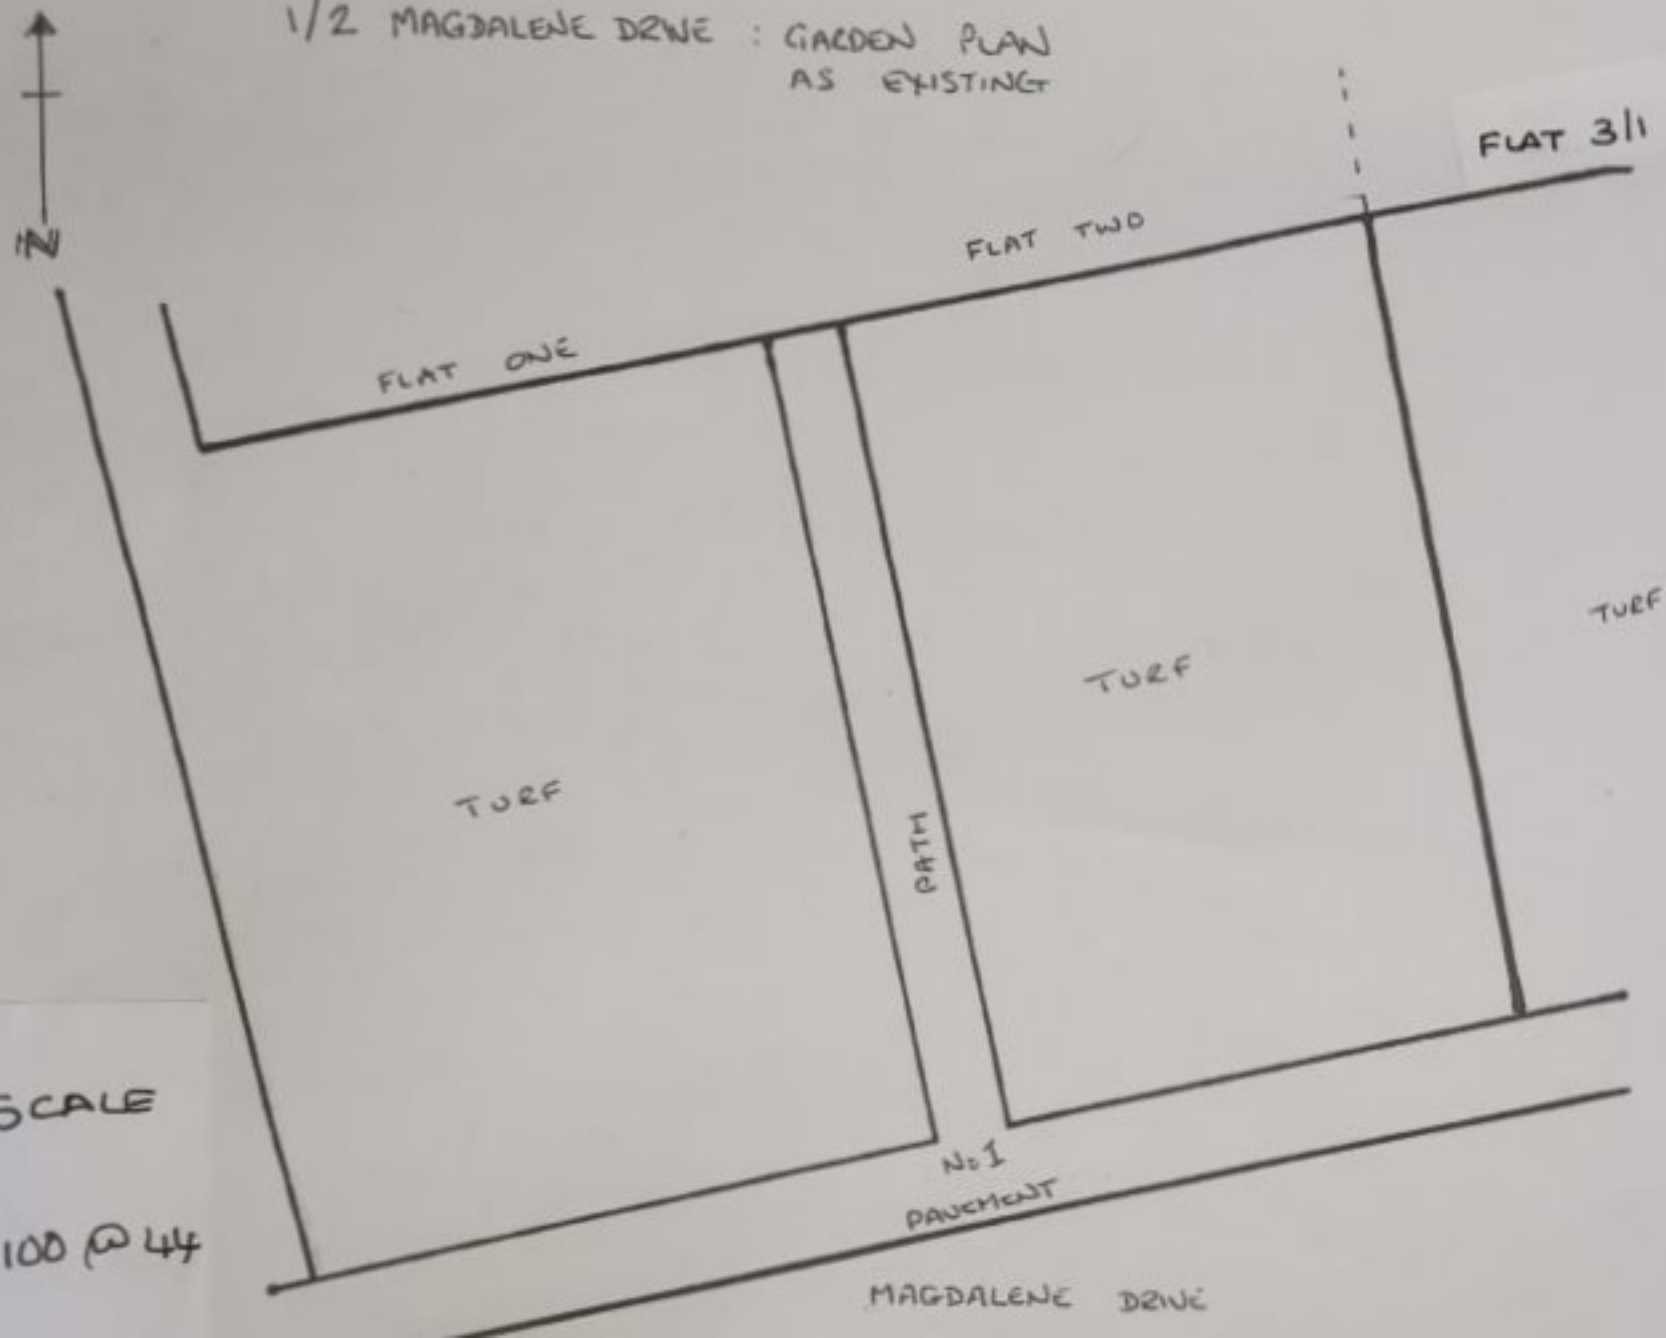 1/2 MAGDALENE DRIVE : GARDEN PLAN
AS EXISTING
FLAT 3/1
N
FLAT TWO
FLAT ONE
TURF
TURF
TURF
PATH
SCALE
No 1
PAVEMENT
100 @ A4
MAGDALENE DRIVE